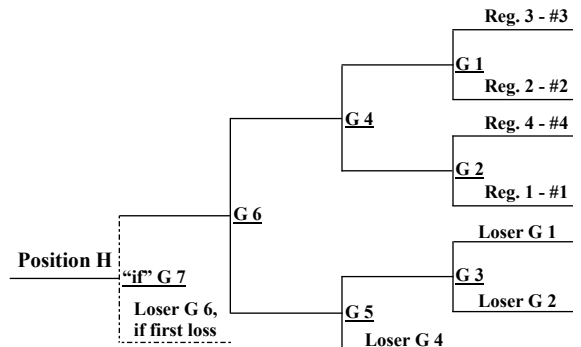 Reg. 3 - #3
G 1
Reg. 2 - #2
G 4
Reg. 4 - #4
G 2
Reg. 1 - #1
G 6
Loser G 1
Position H
“if” G 7
G 3
Loser G 6,
if first loss
G 5
Loser G 2
Loser G 4